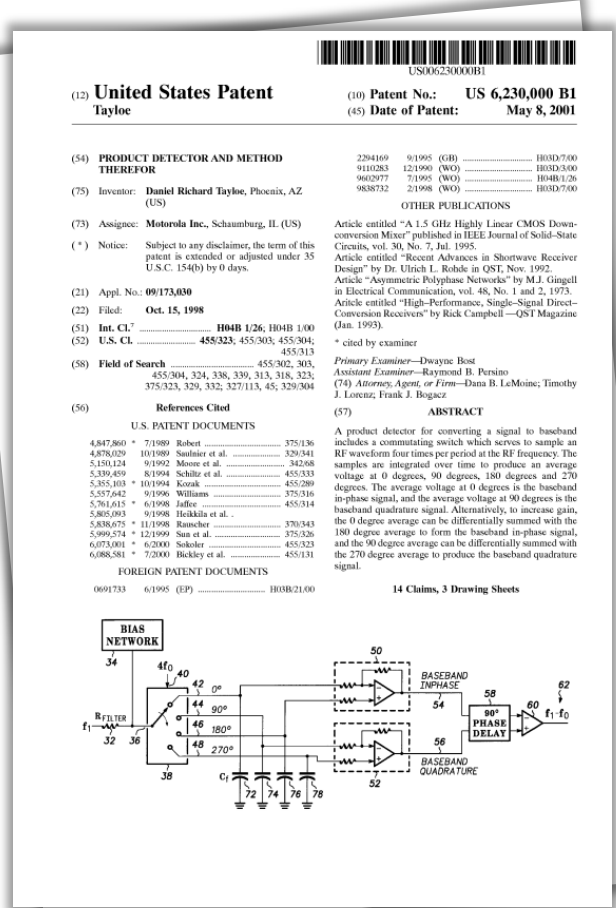 US006230000B1
(12) United States Patent
Tayloe
(10) Patent No.: US 6,230,000 B1
(45) Date of Patent: May 8, 2001
(54) PRODUCT DETECTOR AND METHOD
THEREFOR
(75) Inventor: Daniel Richard Tayloe, Phoenix, AZ
(US)
(73) Assignee: Motorola Inc., Schaumburg, IL (US)
( * ) Notice: Subject to any disclaimer, the term of this
patent is extended or adjusted under 35
U.S.C. 154(b) by 0 days.
(21) Appl. No.: 09/173,030
(22) Filed: Oct. 15, 1998
(51) Int. Cl.7 ................................ H04B 1/26; H04B 1/00
(52) U.S. Cl. .................... 455/323; 455/303; 455/304;
455/313
(58) Field of Search ............................. 455/302, 303,
455/304, 324, 338, 339, 313, 318, 323;
375/323, 329, 332; 327/113, 45; 329/304
(56) References Cited
U.S. PATENT DOCUMENTS
4,847,860 * 7/1989 Robert ........................... 375/136
4,878,029 10/1989 Saulnier et al. .................. 329/341
5,150,124 9/1992 Moore et al. .................... 342/68
5,339,459 8/1994 Schiltz et al. ................... 455/333
5,355,103 * 10/1994 Kozak ............................ 455/289
5,557,642 9/1996 Williams ........................ 375/316
5,761,615 * 6/1998 Jaffee ............................ 455/314
5,805,093 9/1998 Heikkila et al. .
5,838,675 * 11/1998 Rauscher ........................ 370/343
5,999,574 * 12/1999 Sun et al. ....................... 375/326
6,073,001 * 6/2000 Sokoler .......................... 455/323
6,088,581 * 7/2000 Bickley et al. ................... 455/131
FOREIGN PATENT DOCUMENTS
0691733 6/1995 (EP) ............................. H03B/21/00
2294169 9/1995 (GB) ............................. H03D/7/00
9110283 12/1990 (WO) ............................. H03D/3/00
9602977 7/1995 (WO) ............................. H04B/1/26
9838732 2/1998 (WO) ............................. H03D/7/00
OTHER PUBLICATIONS
Article entitled “A 1.5 GHz Highly Linear CMOS Down-
conversion Mixer” published in IEEE Journal of Solid–State
Circuits, vol. 30, No. 7, Jul. 1995.
Article entitled “Recent Advances in Shortwave Receiver
Design” by Dr. Ulrich L. Rohde in QST, Nov. 1992.
Article “Asymmetric Polyphase Networks” by M.J. Gingell
in Electrical Communication, vol. 48, No. 1 and 2, 1973.
Aritcle entitled “High–Performance, Single–Signal Direct–
Conversion Receivers” by Rick Campbell —QST Magazine
(Jan. 1993).
* cited by examiner
Primary Examiner—Dwayne Bost
Assistant Examiner—Raymond B. Persino
(74) Attorney, Agent, or Firm—Dana B. LeMoine; Timothy
J. Lorenz; Frank J. Bogacz
(57) ABSTRACT
A product detector for converting a signal to baseband
includes a commutating switch which serves to sample an
RF waveform four times per period at the RF frequency. The
samples are integrated over time to produce an average
voltage at 0 degrees, 90 degrees, 180 degrees and 270
degrees. The average voltage at 0 degrees is the baseband
in-phase signal, and the average voltage at 90 degrees is the
baseband quadrature signal. Alternatively, to increase gain,
the 0 degree average can be differentially summed with the
180 degree average to form the baseband in-phase signal,
and the 90 degree average can be differentially summed with
the 270 degree average to produce the baseband quadrature
signal.
14 Claims, 3 Drawing Sheets
BIAS
NETWORK
34
4f0
40
42 0°
44 90°
46 180°
48 270°
f1
RFILTER
32
36
38
Cf
72 74 76 78
50
52
BASEBAND
INPHASE
54
56
BASEBAND
QUADRATURE
58
90°
PHASE
DELAY
60
62
f1-f0